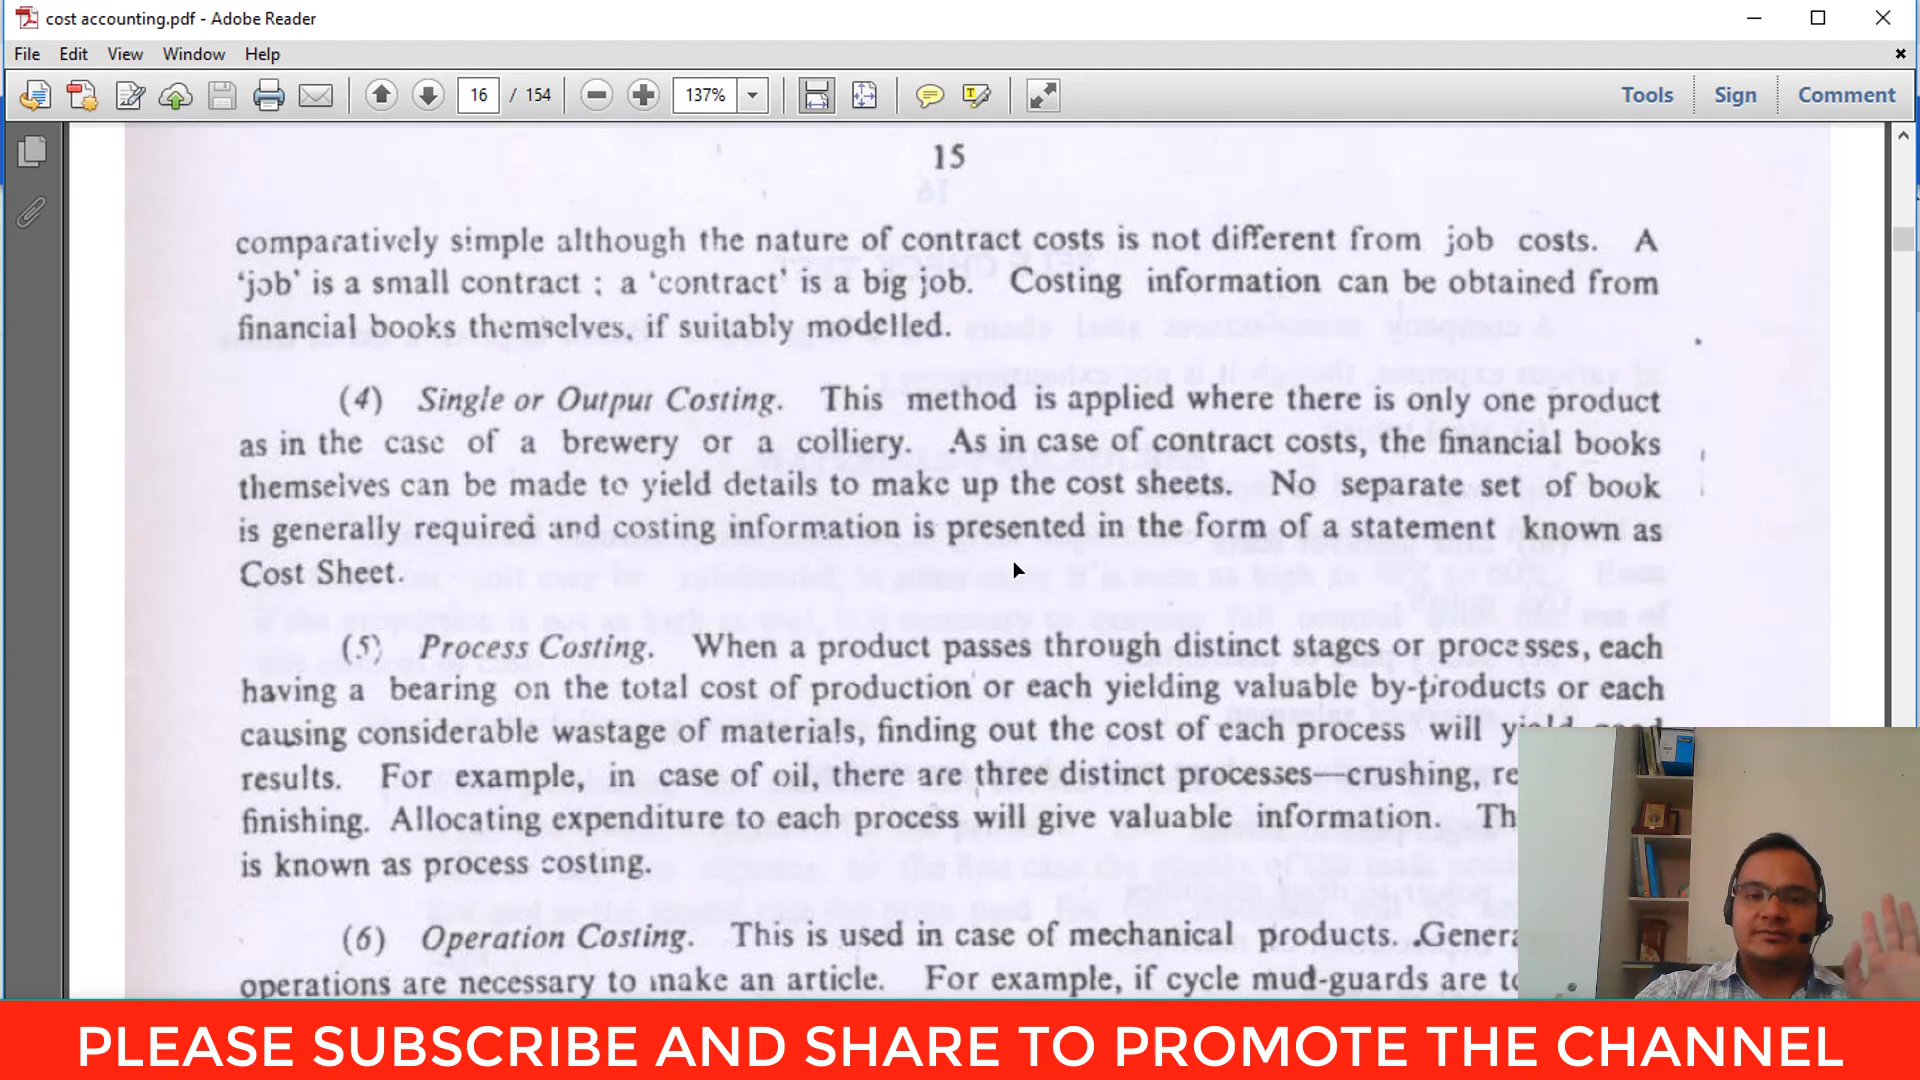 cost accounting.pdf - Adobe Reader
File Edit View Window Help
16 / 154 137% Tools Sign Comment
15
comparatively simple although the nature of contract costs is not different from job costs. A
‘job’ is a small contract ; a ‘contract’ is a big job. Costing information can be obtained from
financial books themselves, if suitably modelled.
(4) Single or Output Costing. This method is applied where there is only one product
as in the case of a brewery or a colliery. As in case of contract costs, the financial books
themselves can be made to yield details to make up the cost sheets. No separate set of book
is generally required and costing information is presented in the form of a statement known as
Cost Sheet.
(5) Process Costing. When a product passes through distinct stages or processes, each
having a bearing on the total cost of production or each yielding valuable by-products or each
causing considerable wastage of materials, finding out the cost of each process will
results. For example, in case of oil, there are three distinct processes—crushing, re
finishing. Allocating expenditure to each process will give valuable information. Th
is known as process costing.
(6) Operation Costing. This is used in case of mechanical products. Genera
operations are necessary to make an article. For example, if cycle mud-guards are to
PLEASE SUBSCRIBE AND SHARE TO PROMOTE THE CHANNEL